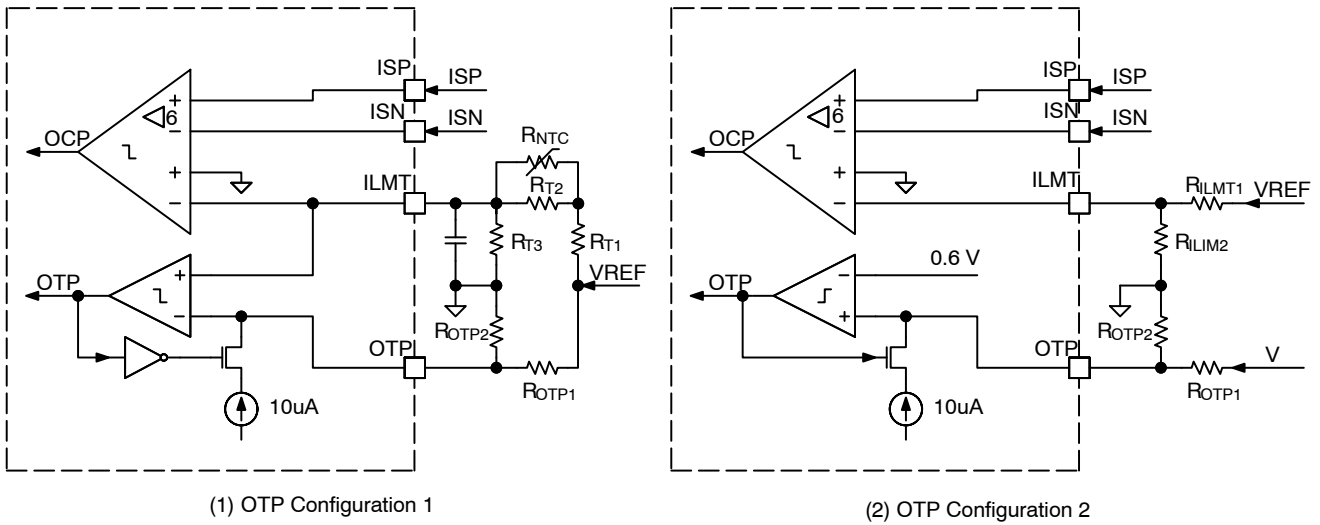 ISP
ISP
+
6
ISN
ISN
−
OCP
+
RNTC
ILMT
RT2
−
RT3
RT1
OTP
+
VREF
−
ROTP2
OTP
ROTP1
10uA
(1) OTP Configuration 1
ISP
ISP
+
6
ISN
ISN
−
OCP
+
ILMT
RILMT1
VREF
−
RILIM2
0.6 V
OTP
−
+
ROTP2
OTP
V
ROTP1
10uA
(2) OTP Configuration 2